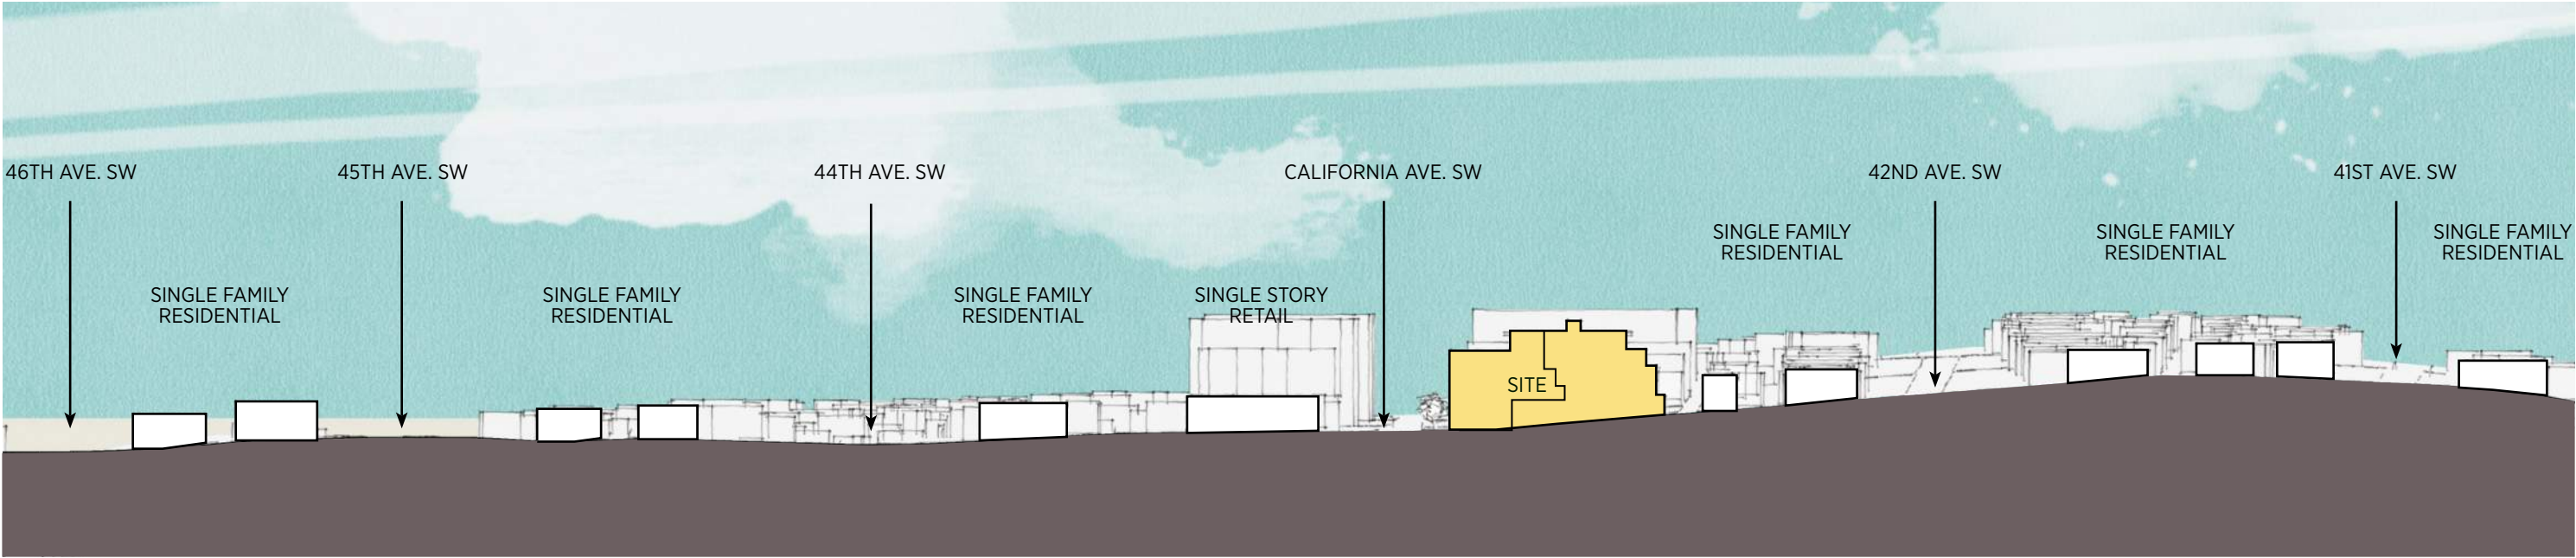 46TH AVE. SW
45TH AVE. SW
44TH AVE. SW
CALIFORNIA AVE. SW
42ND AVE. SW
41ST AVE. SW
SINGLE FAMILY
RESIDENTIAL
SINGLE FAMILY
RESIDENTIAL
SINGLE FAMILY
RESIDENTIAL
SINGLE STORY
RETAIL
SINGLE FAMILY
RESIDENTIAL
SINGLE FAMILY
RESIDENTIAL
SINGLE FAMILY
RESIDENTIAL
SITE